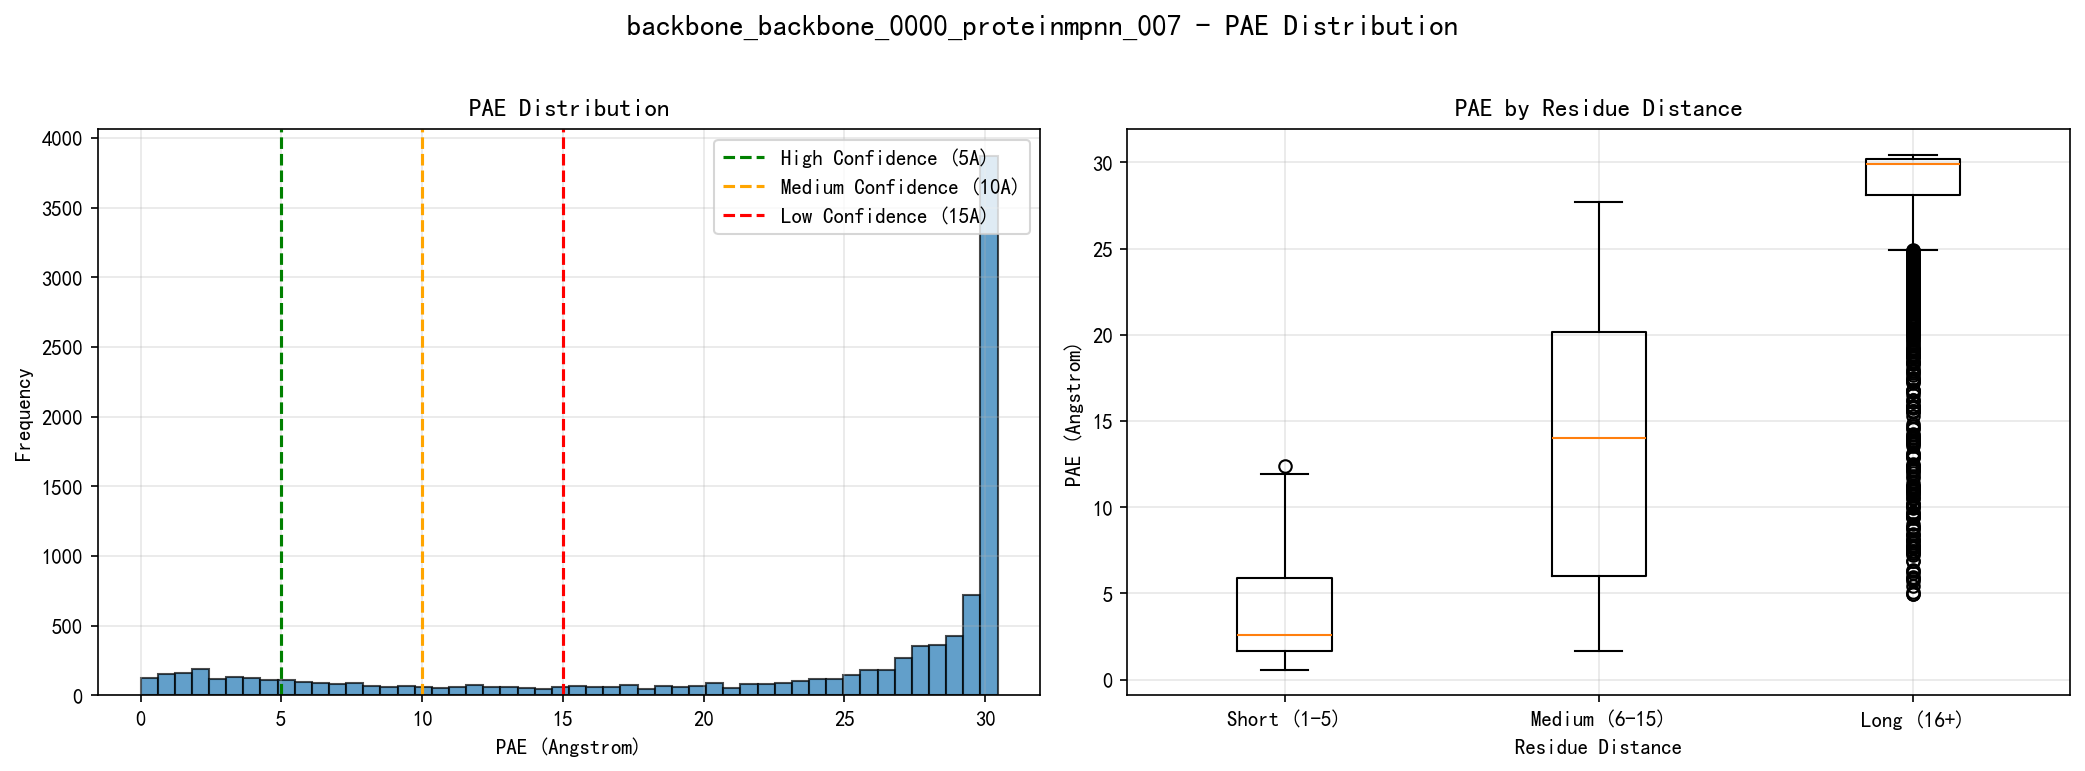 backbone_backbone_0000_proteinmpnn_007 - PAE Distribution
PAE Distribution
4000
3500
3000
2500
2000
1500
1000
500
0
Frequency
High Confidence (5A)
Medium Confidence (10A)
Low Confidence (15A)
0 5 10 15 20 25 30
PAE (Angstrom)
PAE by Residue Distance
30
25
20
15
10
5
0
PAE (Angstrom)
Short (1-5) Medium (6-15) Long (16+)
Residue Distance